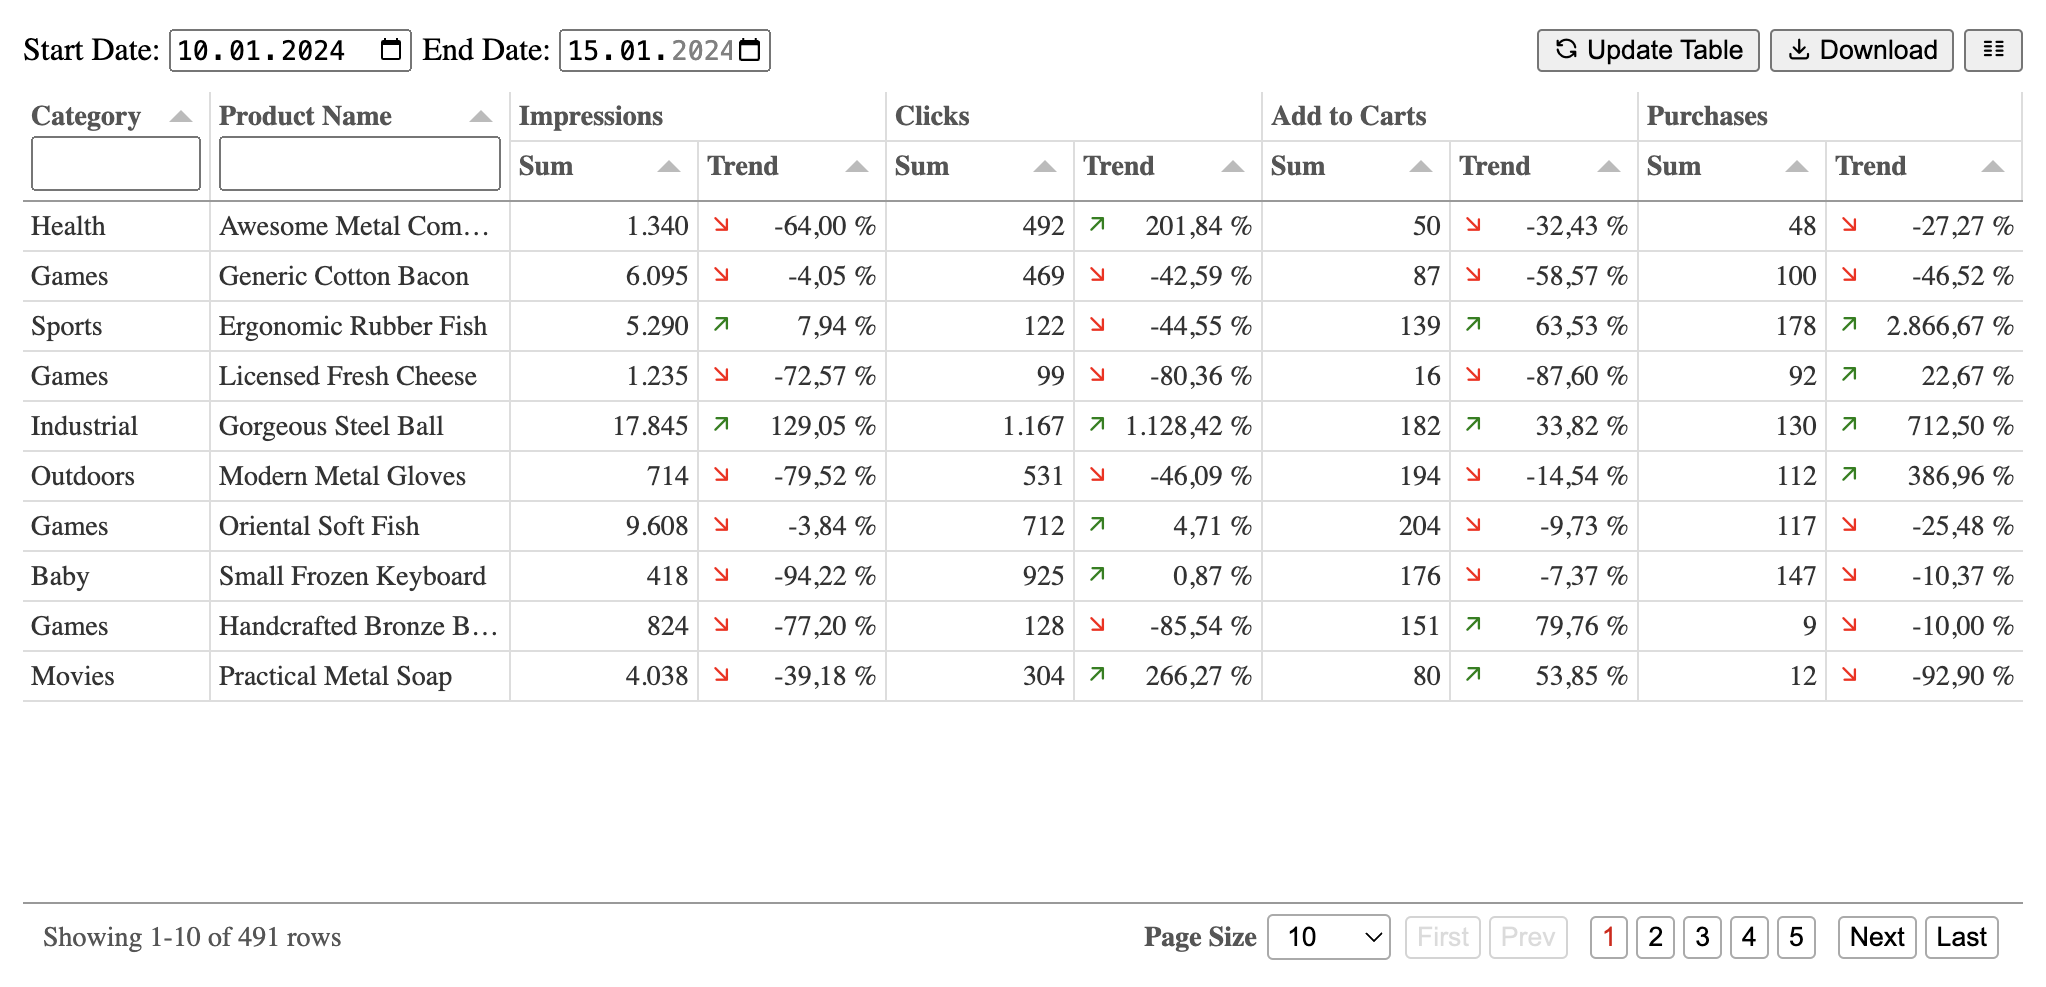 Start Date: 10.01.2024 End Date: 15.01.2024 Update Table Download
Category Product Name Impressions Clicks Add to Carts Purchases
Sum Trend Sum Trend Sum Trend Sum Trend
Health Awesome Metal Com… 1.340 -64,00 % 492 201,84 % 50 -32,43 % 48 -27,27 %
Games Generic Cotton Bacon 6.095 -4,05 % 469 -42,59 % 87 -58,57 % 100 -46,52 %
Sports Ergonomic Rubber Fish 5.290 7,94 % 122 -44,55 % 139 63,53 % 178 2.866,67 %
Games Licensed Fresh Cheese 1.235 -72,57 % 99 -80,36 % 16 -87,60 % 92 22,67 %
Industrial Gorgeous Steel Ball 17.845 129,05 % 1.167 1.128,42 % 182 33,82 % 130 712,50 %
Outdoors Modern Metal Gloves 714 -79,52 % 531 -46,09 % 194 -14,54 % 112 386,96 %
Games Oriental Soft Fish 9.608 -3,84 % 712 4,71 % 204 -9,73 % 117 -25,48 %
Baby Small Frozen Keyboard 418 -94,22 % 925 0,87 % 176 -7,37 % 147 -10,37 %
Games Handcrafted Bronze B… 824 -77,20 % 128 -85,54 % 151 79,76 % 9 -10,00 %
Movies Practical Metal Soap 4.038 -39,18 % 304 266,27 % 80 53,85 % 12 -92,90 %
Showing 1-10 of 491 rows Page Size 10 First Prev 1 2 3 4 5 Next Last